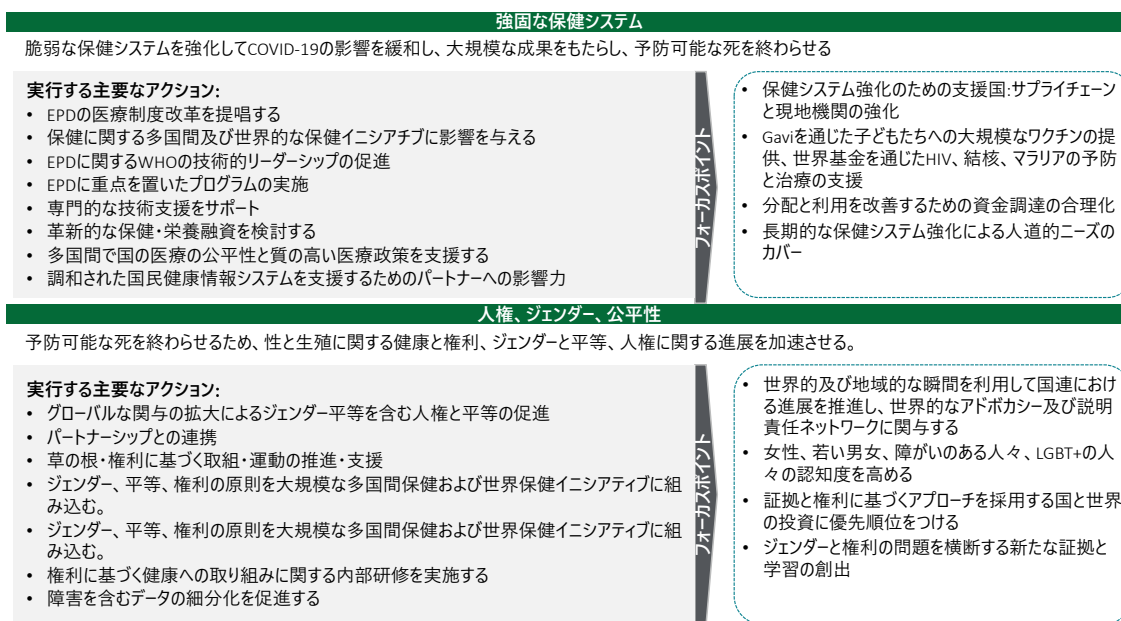 強固な保健システム
脆弱な保健システムを強化してCOVID-19の影響を緩和し、大規模な成果をもたらし、予防可能な死を終わらせる
実行する主要なアクション:
• EPDの医療制度改革を提唱する
• 保健に関する多国間及び世界的な保健イニシアチブに影響を与える
• EPDに関するWHOの技術的リーダーシップの促進
• EPDに重点を置いたプログラムの実施
• 専門的な技術支援をサポート
• 革新的な保健・栄養融資を検討する
• 多国間で国の医療の公平性と質の高い医療政策を支援する
• 調和された国民健康情報システムを支援するためのパートナーへの影響力
フォーカスポイント
• 保健システム強化のための支援国:サプライチェーン
と現地機関の強化
• Gaviを通じた子どもたちへの大規模なワクチンの提
供、世界基金を通じたHIV、結核、マラリアの予防
と治療の支援
• 分配と利用を改善するための資金調達の合理化
• 長期的な保健システム強化による人道的ニーズの
カバー
人権、ジェンダー、公平性
予防可能な死を終わらせるため、性と生殖に関する健康と権利、ジェンダーと平等、人権に関する進展を加速させる。
実行する主要なアクション:
• グローバルな関与の拡大によるジェンダー平等を含む人権と平等の促進
• パートナーシップとの連携
• 草の根・権利に基づく取組・運動の推進・支援
• ジェンダー、平等、権利の原則を大規模な多国間保健および世界保健イニシアティブに組
み込む。
• ジェンダー、平等、権利の原則を大規模な多国間保健および世界保健イニシアティブに組
み込む。
• 権利に基づく健康への取り組みに関する内部研修を実施する
• 障害を含むデータの細分化を促進する
フォーカスポイント
• 世界的及び地域的な瞬間を利用して国連におけ
る進展を推進し、世界的なアドボカシー及び説明
責任ネットワークに関与する
• 女性、若い男女、障がいのある人々、LGBT+の人
々の認知度を高める
• 証拠と権利に基づくアプローチを採用する国と世界
の投資に優先順位をつける
• ジェンダーと権利の問題を横断する新たな証拠と
学習の創出